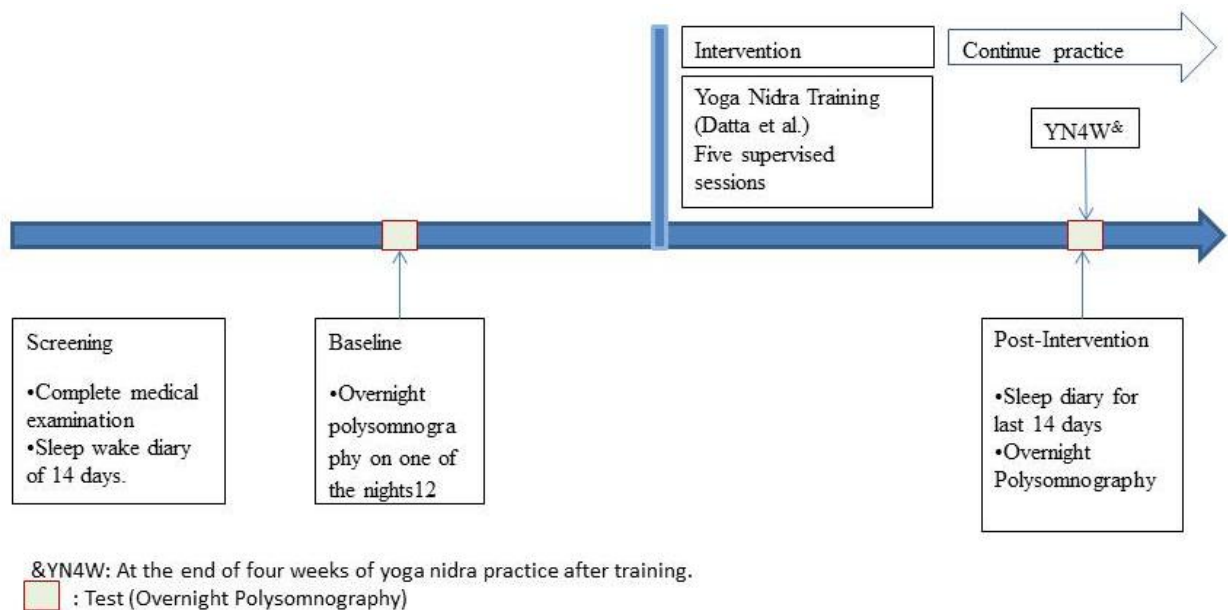 Intervention
Continue practice
Yoga Nidra Training
(Datta et al.)
Five supervised
sessions
YN4W&
Screening
•Complete medical
examination
•Sleep wake diary
of 14 days.
Baseline
•Overnight
polysomnogra
phy on one of
the nights12
Post-Intervention
•Sleep diary for
last 14 days
•Overnight
Polysomnography
&YN4W: At the end of four weeks of yoga nidra practice after training.
: Test (Overnight Polysomnography)